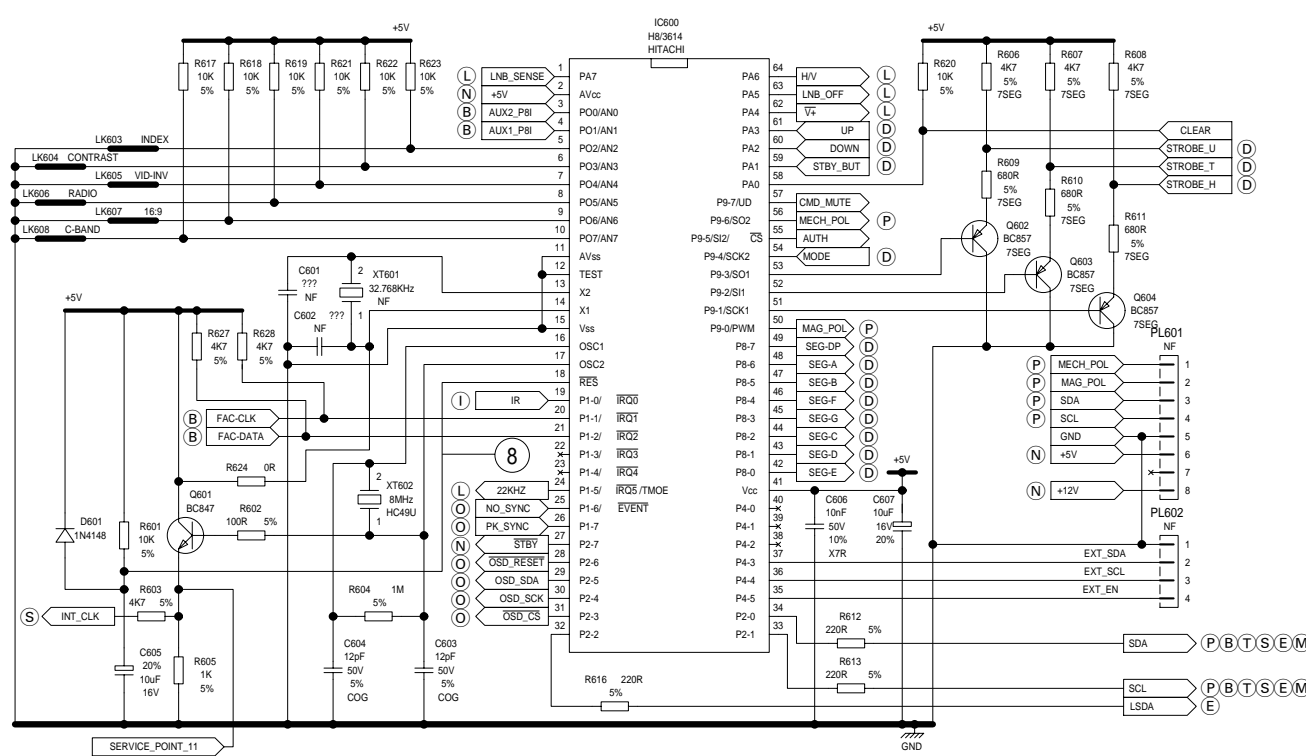 IC600
H8/3614
HITACHI
+5V
R617
10K
5%
R618
10K
5%
R619
10K
5%
R621
10K
5%
R622
10K
5%
R623
10K
5%
LK603 INDEX
LK604 CONTRAST
LK605 VID-INV
LK606 RADIO
LK607 16:9
LK608 C-BAND
L LNB_SENSE 1 PA7
N +5V 2 AVcc
B AUX2_P8I 3 PO0/AN0
B AUX1_P8I 4 PO1/AN1
5 PO2/AN2
6 PO3/AN3
7 PO4/AN4
8 PO5/AN5
9 PO6/AN6
10 PO7/AN7
11 AVss
12 TEST
13 X2
14 X1
15 Vss
16 OSC1
17 OSC2
18 RES
I IR 19 P1-0/ IRQ0
B FAC-CLK 20 P1-1/ IRQ1
B FAC-DATA 21 P1-2/ IRQ2
22 P1-3/ IRQ3
23 P1-4/ IRQ4
L 22KHZ 24 P1-5/ IRQ5 /TMOE
O NO_SYNC 25 P1-6/ EVENT
O PK_SYNC 26 P1-7
N STBY 27 P2-7
O OSD_RESET 28 P2-6
O OSD_SDA 29 P2-5
O OSD_SCK 30 P2-4
O OSD_CS 31 P2-3
32 P2-2
64 PA6 H/V L
63 PA5 LNB_OFF L
62 PA4 V+ L
61 PA3 UP D
60 PA2 DOWN D
59 PA1 STBY_BUT D
58 PA0
57 P9-7/UD CMD_MUTE
56 P9-6/SO2 MECH_POL P
55 P9-5/SI2/ CS AUTH
54 P9-4/SCK2 MODE D
53 P9-3/SO1
52 P9-2/SI1
51 P9-1/SCK1
50 P9-0/PWM MAG_POL P
49 P8-7 SEG-DP D
48 P8-6 SEG-A D
47 P8-5 SEG-B D
46 P8-4 SEG-F D
45 P8-3 SEG-G D
44 P8-2 SEG-C D
43 P8-1 SEG-D D
42 P8-0 SEG-E D
41 Vcc
40 P4-0
39 P4-1
38 P4-2
37 P4-3
36 P4-4
35 P4-5
34 P2-0
33 P2-1
+5V
R620
10K
5%
R606
4K7
5%
7SEG
R607
4K7
5%
7SEG
R608
4K7
5%
7SEG
CLEAR
STROBE_U D
STROBE_T D
STROBE_H D
R609
680R
5%
7SEG
R610
680R
5%
7SEG
R611
680R
5%
7SEG
Q602
BC857
7SEG
Q603
BC857
7SEG
Q604
BC857
7SEG
PL601
NF
P MECH_POL 1
P MAG_POL 2
P SDA 3
P SCL 4
GND 5
N +5V 6
7
N +12V 8
PL602
NF
1
EXT_SDA 2
EXT_SCL 3
EXT_EN 4
+5V
C606
10nF
50V
10%
X7R
C607
10uF
16V
20%
R612
220R 5%
SDA P B T S E M
R613
220R 5%
SCL P B T S E M
R616 220R
5%
LSDA E
GND
C601
???
NF
2
XT601
32.768KHz
NF
1
C602 ???
NF
+5V
R627
4K7
5%
R628
4K7
5%
8
R624 0R
2
XT602
8MHz
HC49U
1
Q601
BC847
R602
100R 5%
D601
1N4148
R601
10K
5%
R603
4K7 5%
S INT_CLK
R604 1M
5%
C605
20%
10uF
16V
R605
1K
5%
C604
12pF
50V
5%
COG
C603
12pF
50V
5%
COG
SERVICE_POINT_11